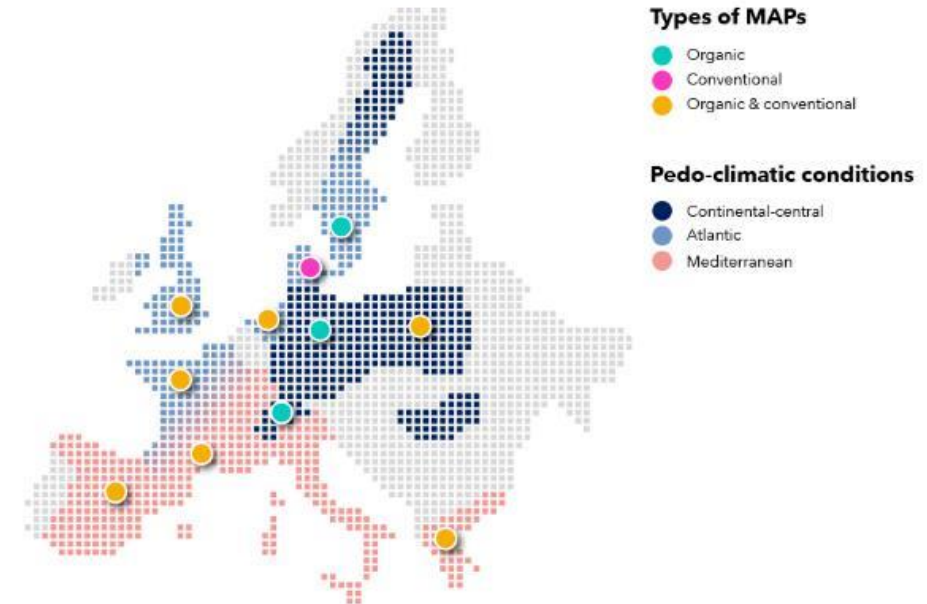 Types of MAPs
Organic
Conventional
Organic & conventional
Pedo-climatic conditions
Continental-central
Atlantic
Mediterranean